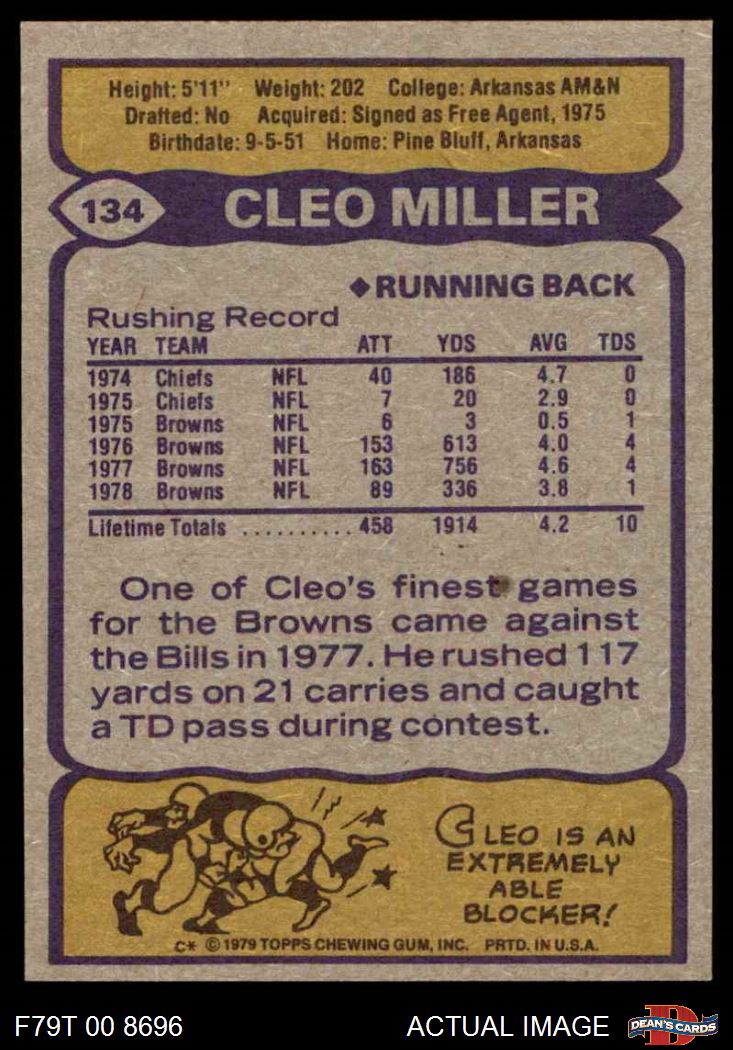 Height: 5'11" Weight: 202 College: Arkansas AM&N
Drafted: No Acquired: Signed as Free Agent, 1975
Birthdate: 9-5-51 Home: Pine Bluff, Arkansas
134 CLEO MILLER
◆RUNNING BACK
Rushing Record
YEAR TEAM ATT YDS AVG TDS
1974 Chiefs NFL 40 186 4.7 0
1975 Chiefs NFL 7 20 2.9 0
1975 Browns NFL 6 3 0.5 1
1976 Browns NFL 153 613 4.0 4
1977 Browns NFL 163 756 4.6 4
1978 Browns NFL 89 336 3.8 1
Lifetime Totals .......... 458 1914 4.2 10
One of Cleo's finest games
for the Browns came against
the Bills in 1977. He rushed 117
yards on 21 carries and caught
a TD pass during contest.
CLEO IS AN
EXTREMELY
ABLE
BLOCKER!
C* © 1979 TOPPS CHEWING GUM, INC. PRTD. IN U.S.A.
F79T 00 8696 ACTUAL IMAGE D DEAN'S CARDS